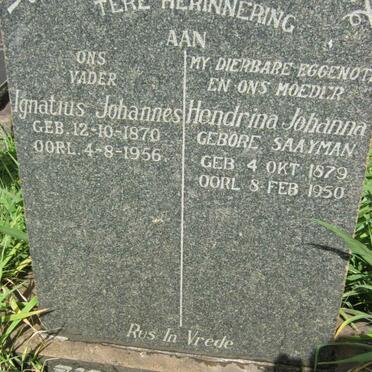 TERE HERINNERING
AAN
ONS
VADER
Ignatius Johannes
GEB. 12-10-1870
OORL. 4-8-1956.
MY DIERBARE EGGENOT
EN ONS MOEDER
Hendrina Johanna
GEBORE SAAYMAN
GEB. 4 OKT 1879
OORL. 8 FEB 1950.
Rus In Vrede